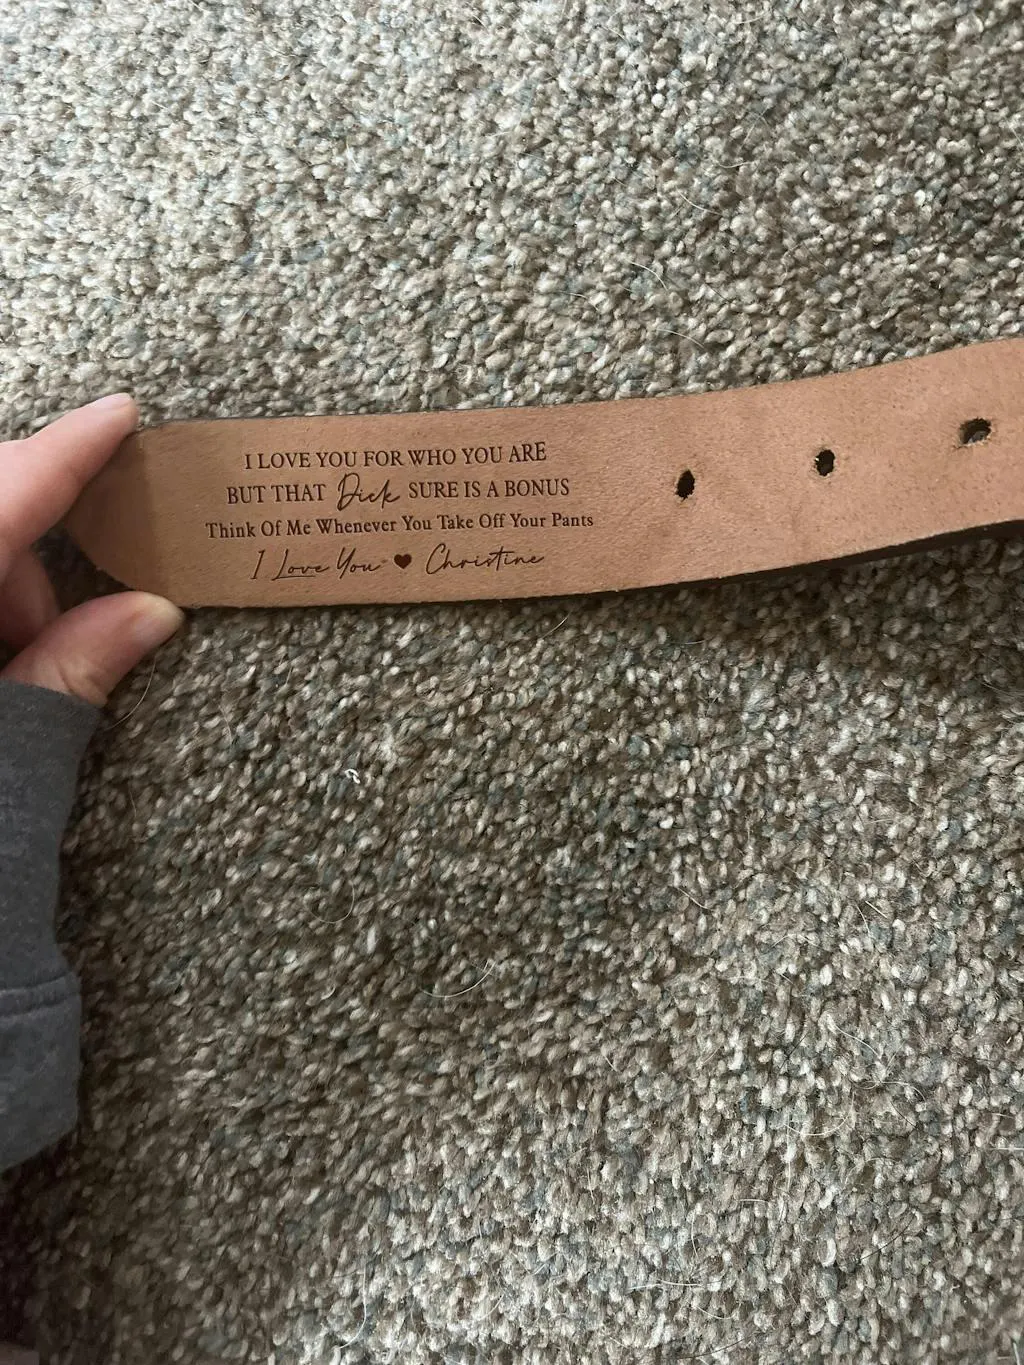 I LOVE YOU FOR WHO YOU ARE
BUT THAT Dick SURE IS A BONUS
Think Of Me Whenever You Take Off Your Pants
I Love You ♥ Christine